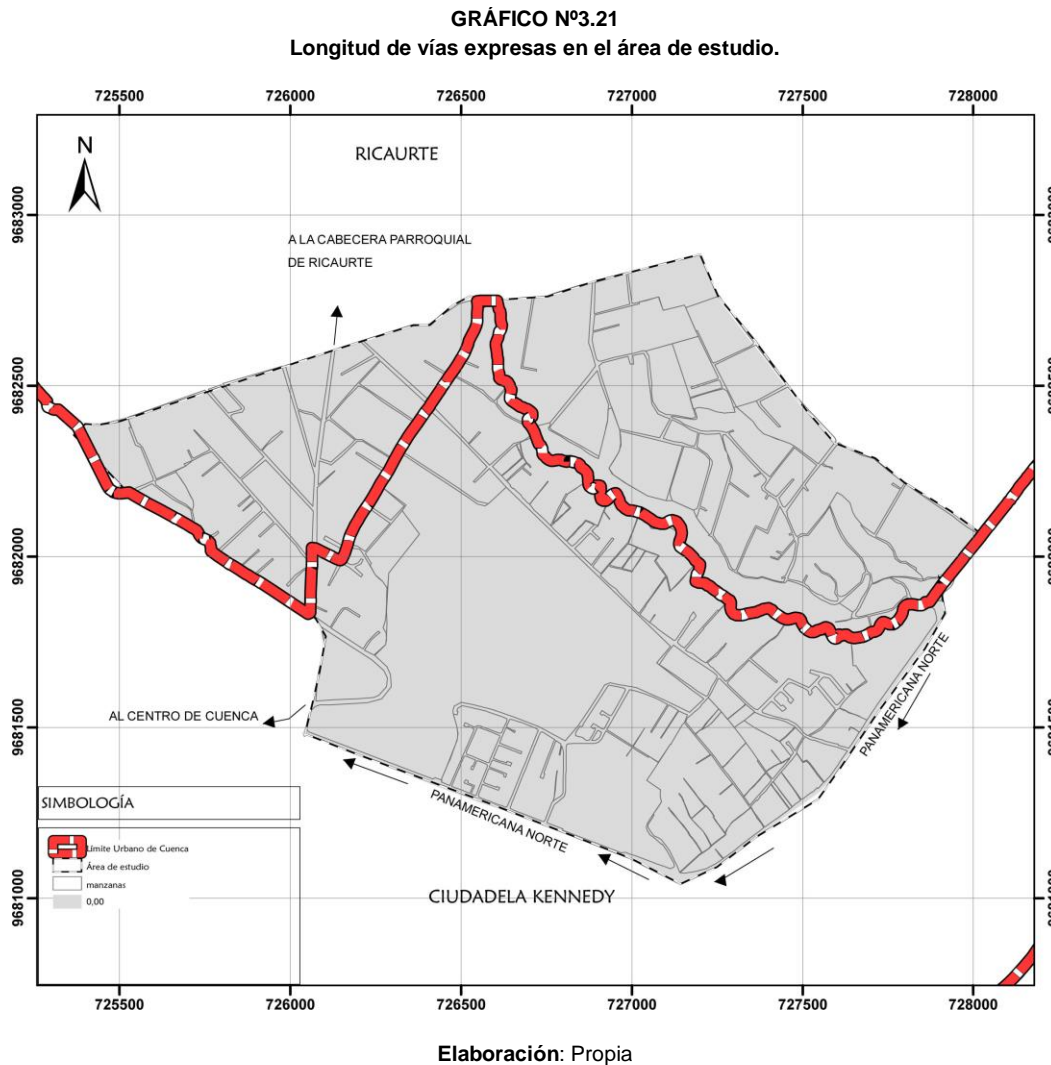 GRÁFICO Nº3.21
Longitud de vías expresas en el área de estudio.
725500 726000 726500 727000 727500 728000
N
RICAURTE
9683000
A LA CABECERA PARROQUIAL
DE RICAURTE
9682500
9682000
9681500
9681000
AL CENTRO DE CUENCA
PANAMERICANA NORTE
PANAMERICANA NORTE
CIUDADELA KENNEDY
SIMBOLOGÍA
Límite Urbano de Cuenca
Área de estudio
manzanas
0,00
725500 726000 726500 727000 727500 728000
Elaboración: Propia